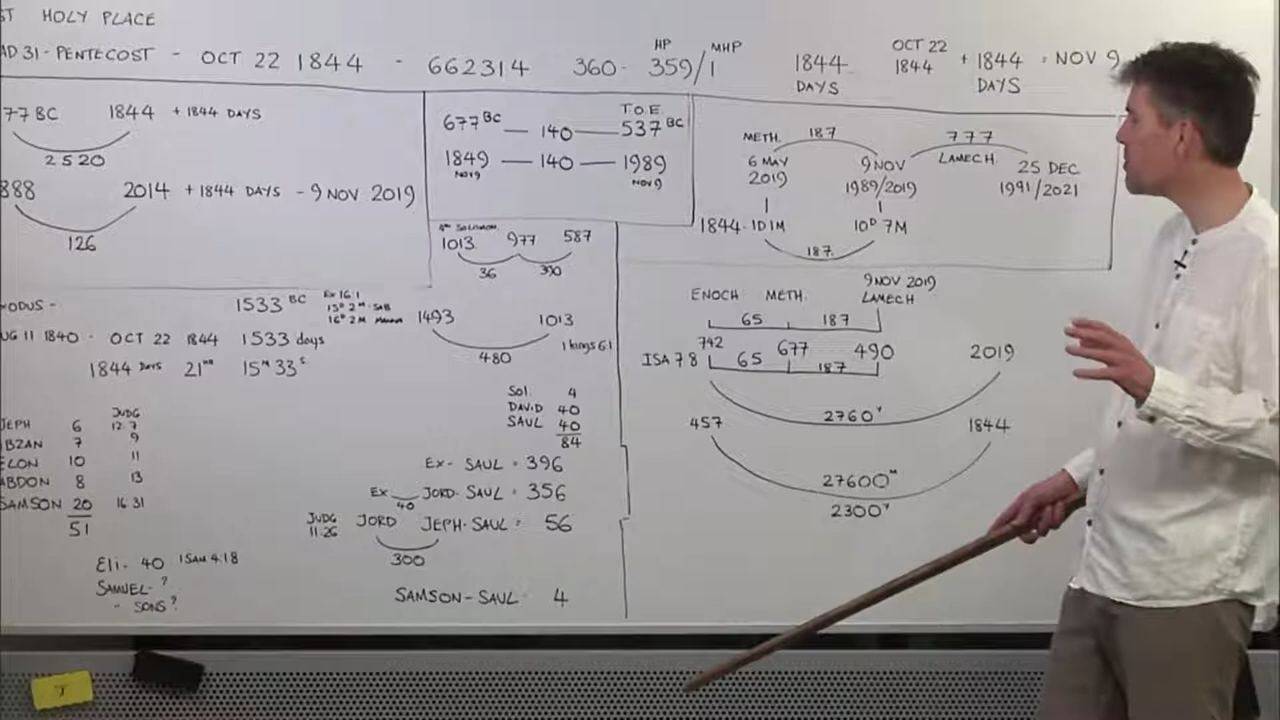 ST HOLY PLACE
AD 31 - PENTECOST - OCT 22 1844 - 662314 360 - 359/1 HP MHP 1844 DAYS OCT 22 1844 + 1844 DAYS = NOV 9
77 BC 1844 + 1844 DAYS
2520
888 2014 + 1844 DAYS - 9 NOV 2019
126
T.O.E.
677 BC — 140 — 537 BC
1849 — 140 — 1989
NOV 9 NOV 9
METH. 187 777
LAMECH
6 MAY 2019 9 NOV 1989/2019 25 DEC 1991/2021
1844 - 1D 1M 10D 7M
187
4TH SOLOMON
1013 977 587
36 390
XODUS - 1533 BC EX 16:1
15D 2M - SAB
16D 2M MANNA
UG 11 1840 - OCT 22 1844 1533 days
1844 DAYS 21 HR 15M 33S
1493 1013
480 1 kings 6:1
SOL 4
DAVID 40
SAUL 40
84
JUDG
JEPH 6 12:7
BZAN 7 9
ELON 10 11
ABDON 8 13
SAMSON 20 16:31
51
Eli - 40 1 SAM 4:18
SAMUEL - ?
" SONS ?
EX - SAUL = 396
EX JORD - SAUL = 356
40
JUDG 11:26 JORD JEPH - SAUL = 56
300
SAMSON - SAUL 4
9 NOV 2019
ENOCH METH. LAMECH
65 187
742 677 490 2019
ISA 7 8 65 187
2760Y
457 1844
27600M
2300Y
J